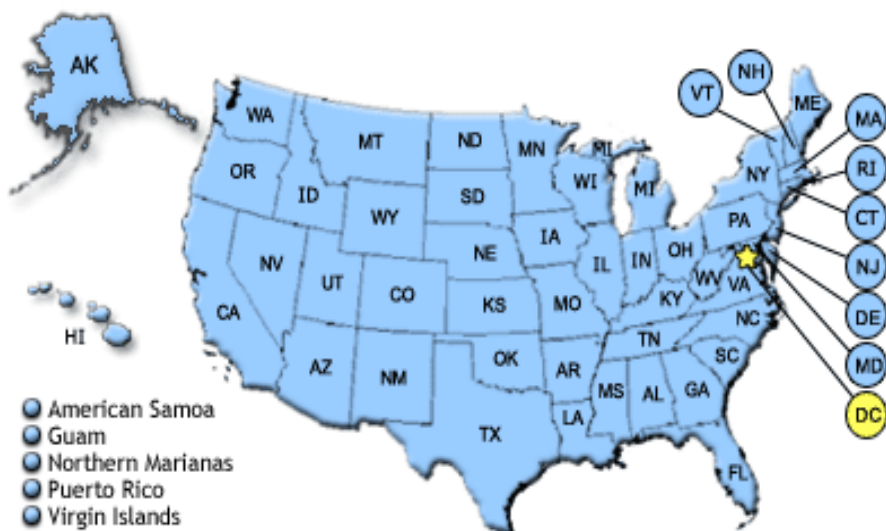 AK
NH
VT
ME
WA
MA
MT
ND
MN
MI
OR
RI
ID
WI
MI
NY
SD
WY
CT
PA
IA
NE
NJ
OH
IL
IN
NV
UT
WV
VA
CO
CA
KS
MO
KY
DE
HI
NC
TN
OK
AZ
NM
AR
SC
MD
MS
AL
GA
DC
LA
TX
FL
American Samoa
Guam
Northern Marianas
Puerto Rico
Virgin Islands